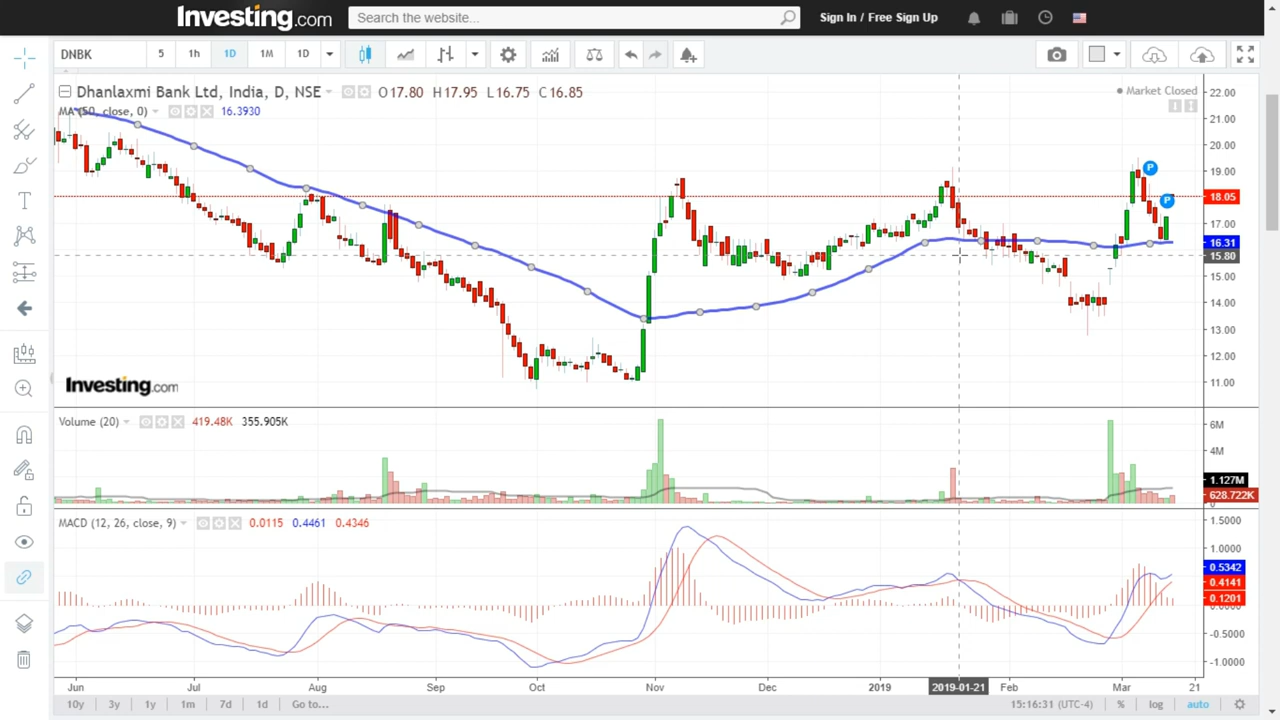 Investing.com
Search the website...
Sign In / Free Sign Up
DNBK 5 1h 1D 1M 1D
Dhanlaxmi Bank Ltd, India, D, NSE O17.80 H17.95 L16.75 C16.85
Market Closed
MA (50, close, 0) 16.3930
22.00
21.00
20.00
19.00
18.05
17.00
16.31
15.80
15.00
14.00
13.00
12.00
11.00
P
P
Investing.com
Volume (20) 419.48K 355.905K
6M
4M
1.127M
628.722K
MACD (12, 26, close, 9) 0.0115 0.4461 0.4346
1.5000
1.0000
0.5342
0.4141
0.1201
0.0000
-0.5000
-1.0000
Jun Jul Aug Sep Oct Nov Dec 2019 2019-01-21 Feb Mar 21
10y 3y 1y 1m 7d 1d Go to... 15:16:31 (UTC-4) % log auto